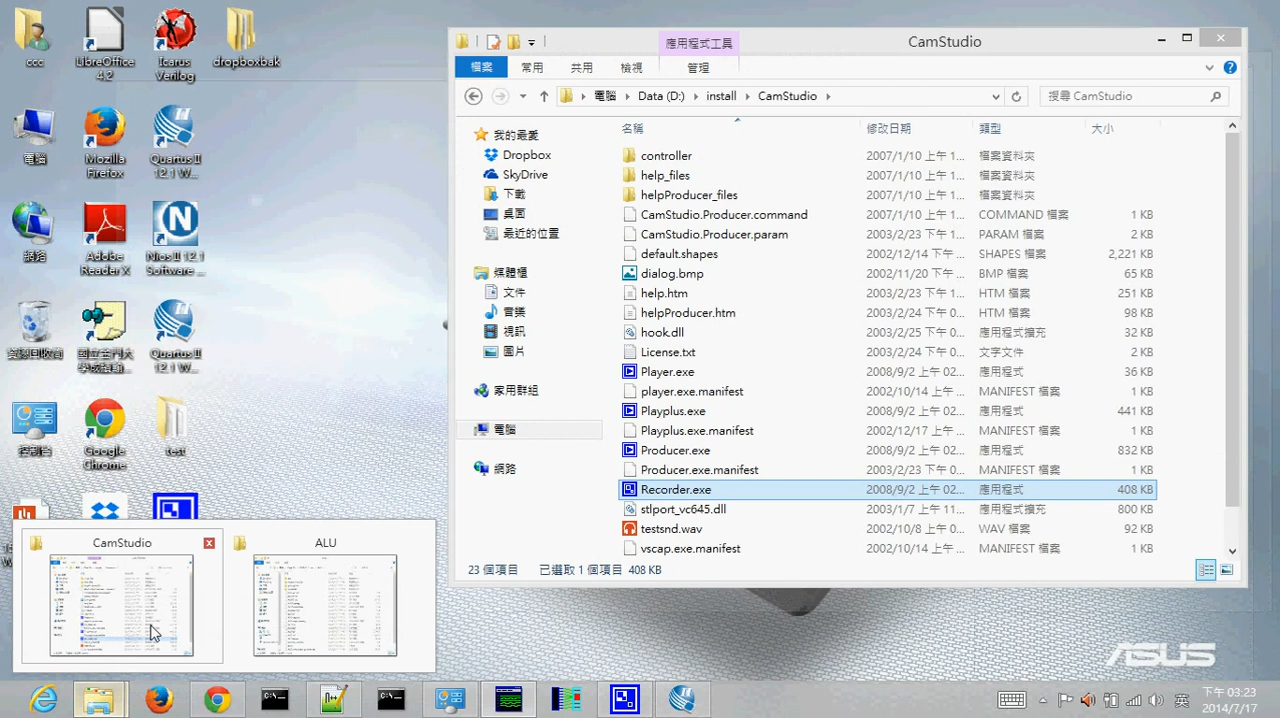 ccc
LibreOffice
4.2
Icarus
Verilog
dropboxbak
電腦
Mozilla
Firefox
Quartus II
12.1 W...
網路
Adobe
Reader X
Nios II 12.1
Software ...
資源回收筒
國立金門大
Quartus II
12.1 W...
控制台
Google
Chrome
test
應用程式工具
CamStudio
檔案
常用
共用
檢視
管理
電腦
Data (D:)
install
CamStudio
搜尋 CamStudio
我的最愛
Dropbox
SkyDrive
下載
桌面
最近的位置
媒體櫃
文件
音樂
視訊
圖片
家用群組
電腦
網路
名稱 修改日期 類型 大小
controller 2007/1/10 上午 1... 檔案資料夾
help_files 2007/1/10 上午 1... 檔案資料夾
helpProducer_files 2007/1/10 上午 1... 檔案資料夾
CamStudio.Producer.command 2007/1/10 上午 1... COMMAND 檔案 1 KB
CamStudio.Producer.param 2007/2/23 下午 1... PARAM 檔案 2 KB
default.shapes 2002/12/14 下午 ... SHAPES 檔案 2,221 KB
dialog.bmp 2002/11/20 下午 ... BMP 檔案 65 KB
help.htm 2003/2/23 下午 1... HTM 檔案 251 KB
helpProducer.htm 2003/2/24 下午 0... HTM 檔案 98 KB
hook.dll 2003/2/25 下午 0... 應用程式擴充 32 KB
License.txt 2003/2/24 下午 0... 文字文件 2 KB
Player.exe 2008/9/2 上午 02... 應用程式 36 KB
player.exe.manifest 2002/10/14 上午 ... MANIFEST 檔案 1 KB
Playplus.exe 2008/9/2 上午 02... 應用程式 441 KB
Playplus.exe.manifest 2002/12/17 上午 ... MANIFEST 檔案 1 KB
Producer.exe 2008/9/2 上午 02... 應用程式 832 KB
Producer.exe.manifest 2003/2/23 下午 0... MANIFEST 檔案 1 KB
Recorder.exe 2008/9/2 上午 02... 應用程式 408 KB
stlport_vc645.dll 2003/1/7 上午 11... 應用程式擴充 800 KB
testsnd.wav 2002/10/8 上午 0... WAV 檔案 92 KB
vscap.exe.manifest 2002/10/14 上午 ... MANIFEST 檔案 1 KB
23 個項目 已選取 1 個項目 408 KB
CamStudio
ALU
ASUS
英
下午 03:23
2014/7/17